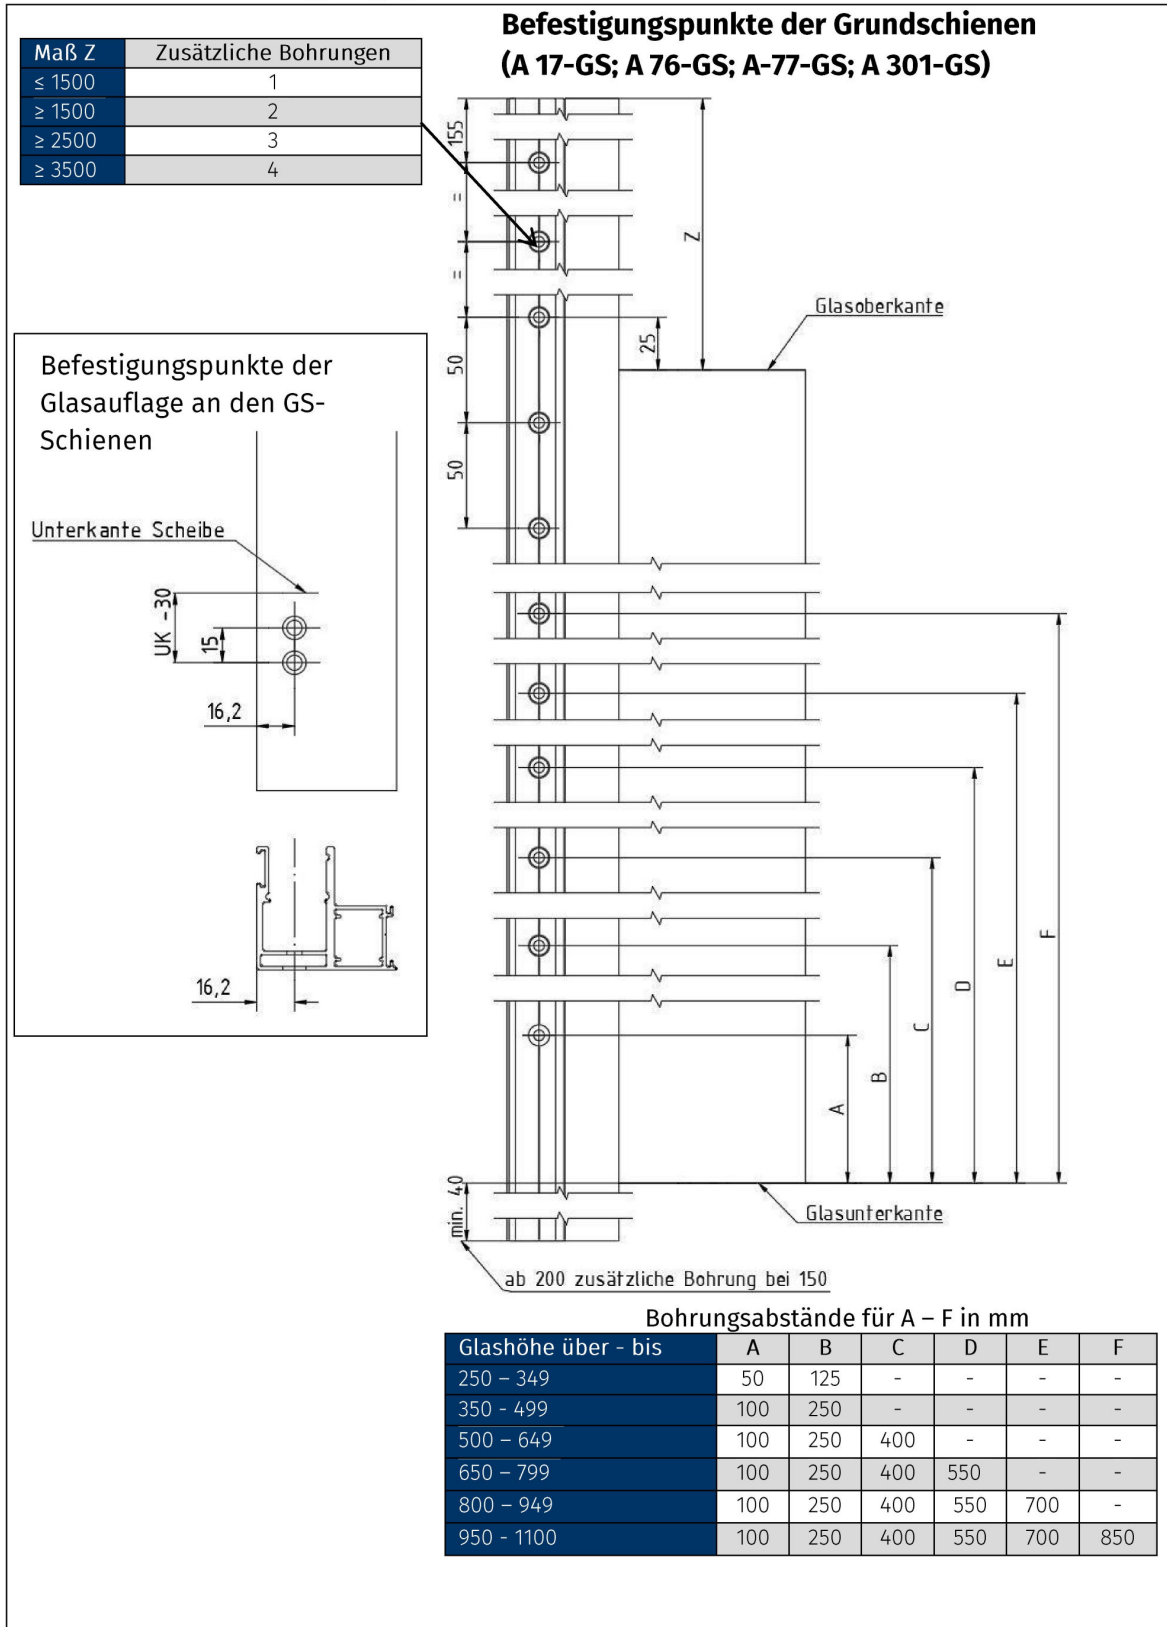 Befestigungspunkte der Grundschienen
(A 17-GS; A 76-GS; A-77-GS; A 301-GS)
Maß Z Zusätzliche Bohrungen
≤ 1500 1
≥ 1500 2
≥ 2500 3
≥ 3500 4
155
=
=
Z
Glasoberkante
25
50
50
Befestigungspunkte der
Glasauflage an den GS-
Schienen
Unterkante Scheibe
UK -30
15
16,2
16,2
F
E
D
C
B
A
min. 40
Glasunterkante
ab 200 zusätzliche Bohrung bei 150
Bohrungsabstände für A – F in mm
Glashöhe über - bis A B C D E F
250 – 349 50 125 - - - -
350 - 499 100 250 - - - -
500 – 649 100 250 400 - - -
650 – 799 100 250 400 550 - -
800 – 949 100 250 400 550 700 -
950 - 1100 100 250 400 550 700 850